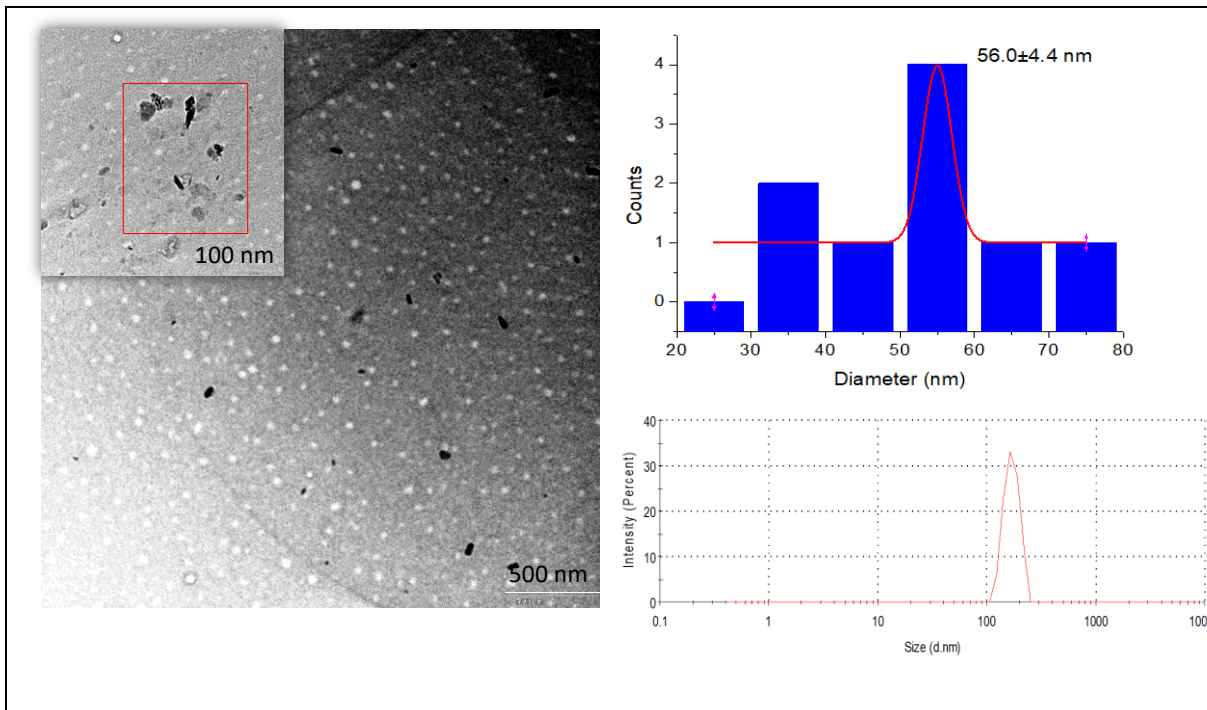 100 nm
500 nm
56.0±4.4 nm
Counts
4
3
2
1
0
20 30 40 50 60 70 80
Diameter (nm)
Intensity (Percent)
40
30
20
10
0
0.1 1 10 100 1000 100
Size (d.nm)